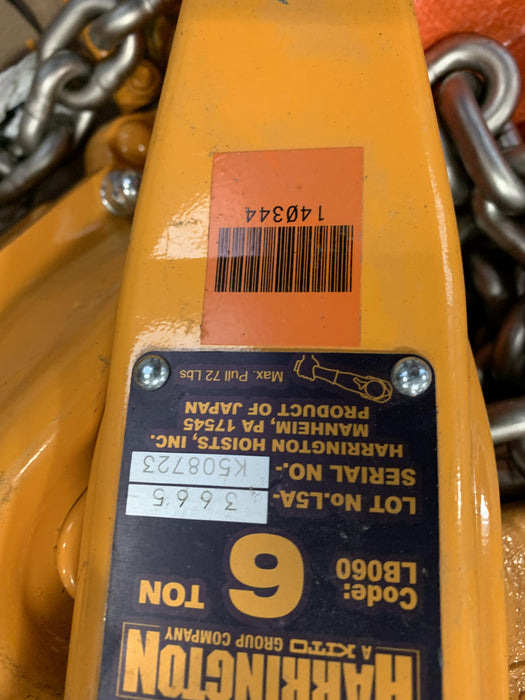 HARRINGTON
A KITO GROUP COMPANY
Code:
LB060
6 TON
LOT No.L5A- 3665
SERIAL NO.- K508723
HARRINGTON HOISTS, INC.
MANHEIM, PA 17545
PRODUCT OF JAPAN
Max. Pull 72 Lbs
140344